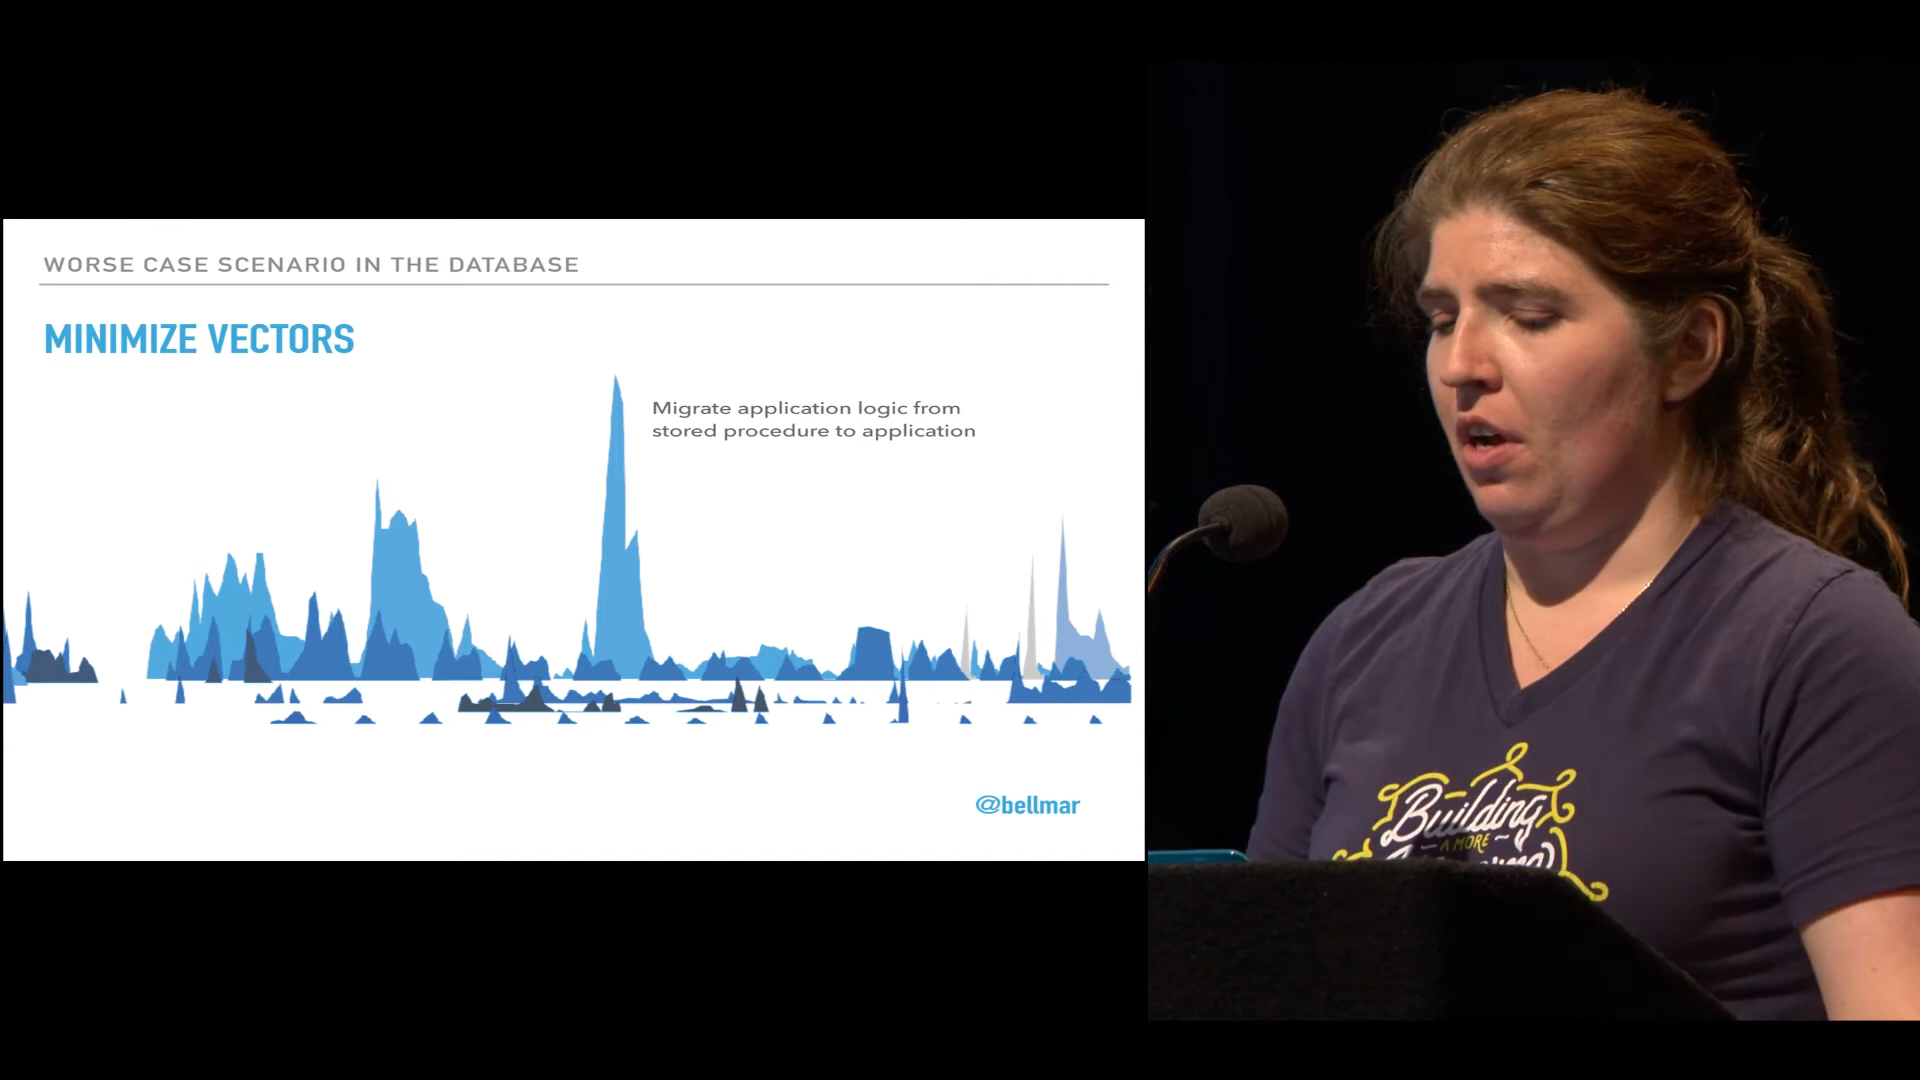 WORSE CASE SCENARIO IN THE DATABASE
MINIMIZE VECTORS
Migrate application logic from
stored procedure to application
@bellmar
Building
A MORE